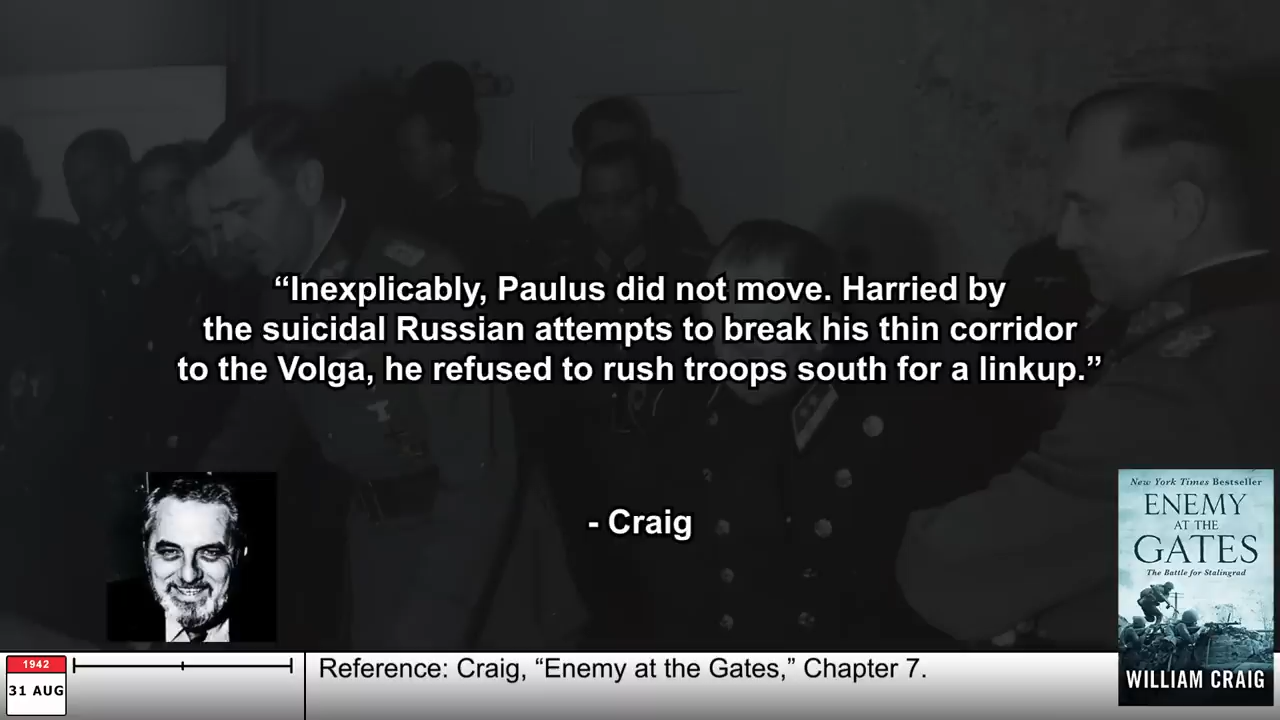 “Inexplicably, Paulus did not move. Harried by
the suicidal Russian attempts to break his thin corridor
to the Volga, he refused to rush troops south for a linkup.”
- Craig
New York Times Bestseller
ENEMY
AT THE
GATES
The Battle for Stalingrad
WILLIAM CRAIG
1942
31 AUG
Reference: Craig, “Enemy at the Gates,” Chapter 7.